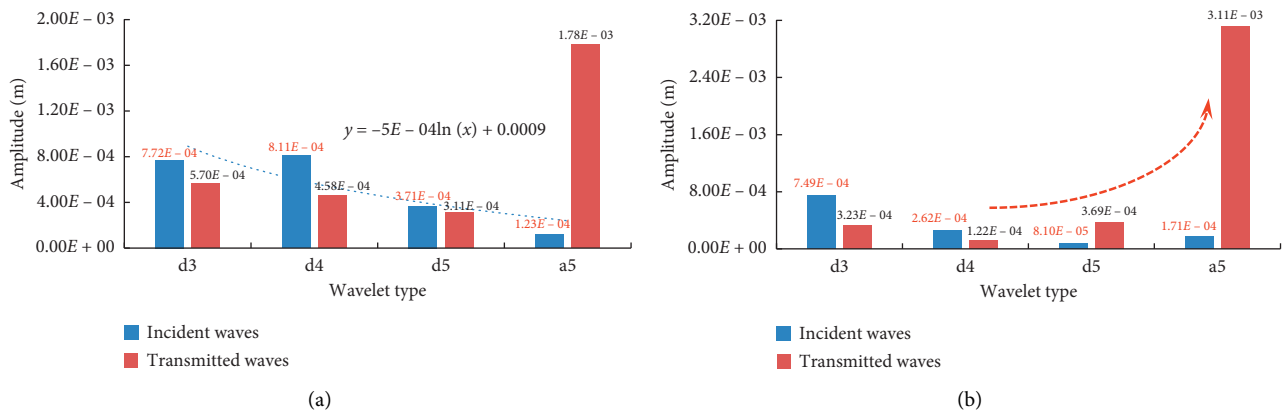 2.00E – 03
1.60E – 03
1.20E – 03
8.00E – 04
4.00E – 04
0.00E + 00
Amplitude (m)
7.72E – 04
5.70E – 04
8.11E – 04
4.58E – 04
3.71E – 04
3.11E – 04
1.23E – 04
1.78E – 03
y = –5E – 04ln (x) + 0.0009
d3 d4 d5 a5
Wavelet type
Incident waves
Transmitted waves
(a)
3.20E – 03
2.40E – 03
1.60E – 03
8.00E – 04
0.00E + 00
Amplitude (m)
7.49E – 04
3.23E – 04
2.62E – 04
1.22E – 04
8.10E – 05
3.69E – 04
1.71E – 04
3.11E – 03
d3 d4 d5 a5
Wavelet type
Incident waves
Transmitted waves
(b)